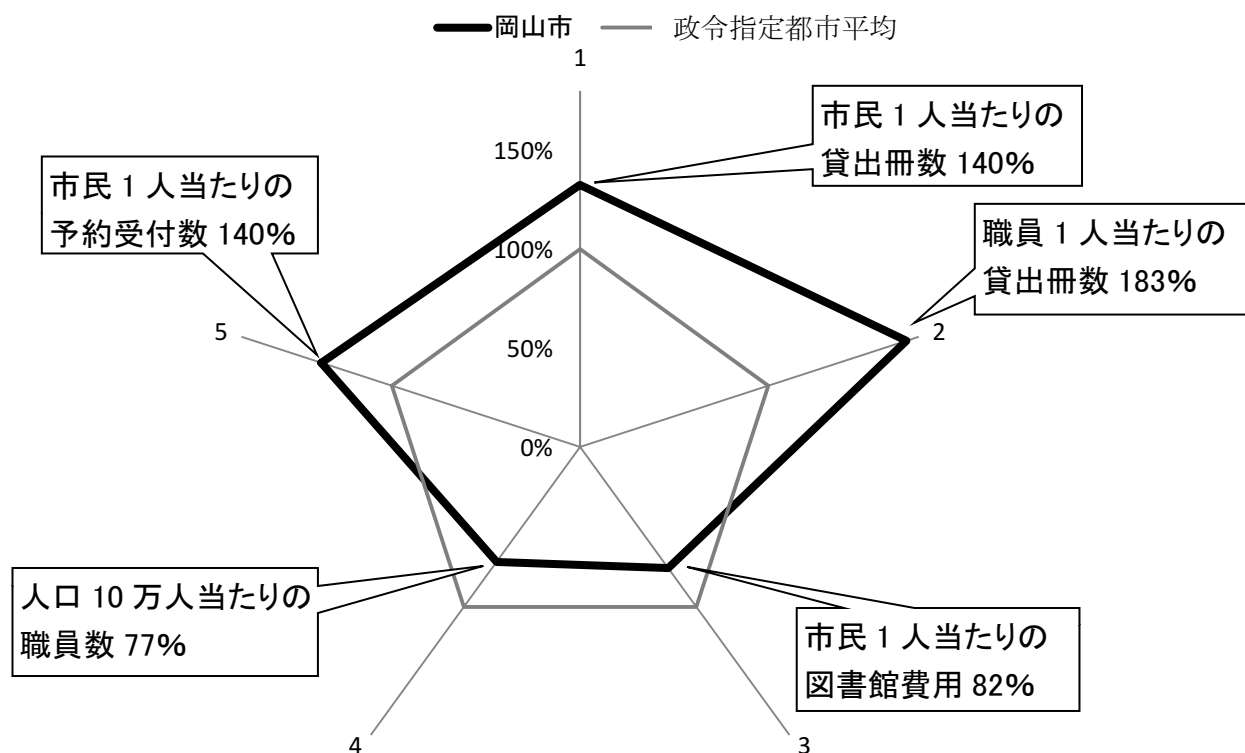 岡山市 政令指定都市平均
1
市民 1 人当たりの
貸出冊数 140%
150%
市民 1 人当たりの
予約受付数 140%
職員 1 人当たりの
貸出冊数 183%
100%
5
2
50%
0%
人口 10 万人当たりの
職員数 77%
市民 1 人当たりの
図書館費用 82%
4
3